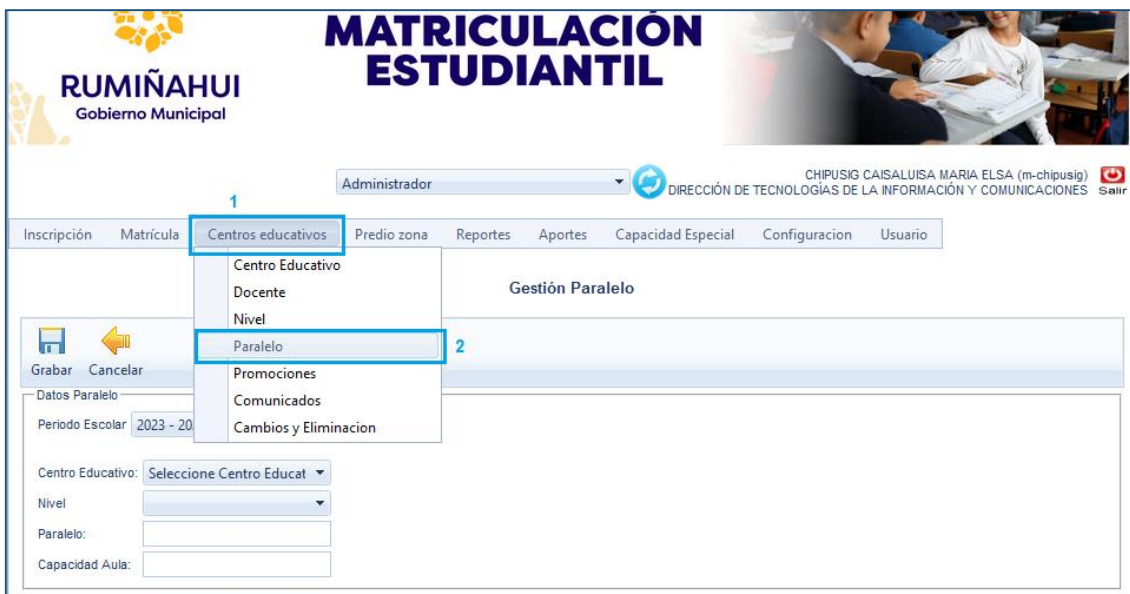 MATRICULACIÓN
ESTUDIANTIL
RUMIÑAHUI
Gobierno Municipal
Administrador
CHIPUSIG CAISALUISA MARIA ELSA (m-chipusig)
DIRECCIÓN DE TECNOLOGÍAS DE LA INFORMACIÓN Y COMUNICACIONES
Salir
1
Inscripción Matrícula Centros educativos Predio zona Reportes Aportes Capacidad Especial Configuracion Usuario
Centro Educativo
Docente
Nivel
Paralelo
2
Promociones
Comunicados
Cambios y Eliminacion
Gestión Paralelo
Grabar Cancelar
Datos Paralelo
Periodo Escolar 2023 - 20
Centro Educativo: Seleccione Centro Educat
Nivel
Paralelo:
Capacidad Aula: